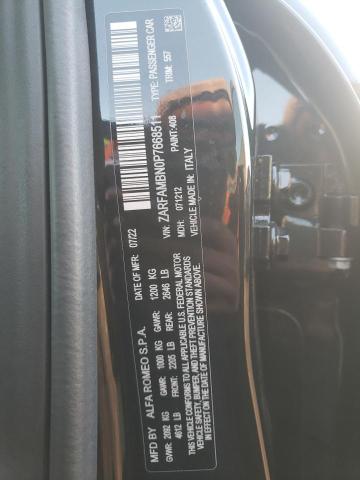 MFD BY ALFA ROMEO S.P.A. DATE OF MFR: 07/22
GVWR: 2092 KG GAWR: 1000 KG GAWR: 1200 KG
4612 LB FRONT: 2205 LB REAR: 2646 LB
THIS VEHICLE CONFORMS TO ALL APPLICABLE U.S. FEDERAL MOTOR
VEHICLE SAFETY, BUMPER, AND THEFT PREVENTION STANDARDS
IN EFFECT ON THE DATE OF MANUFACTURE SHOWN ABOVE.
VIN: ZARFAMBN0P7668511 TYPE: PASSENGER CAR
MDH: 071212 PAINT: 408 TRIM: 557
VEHICLE MADE IN: ITALY